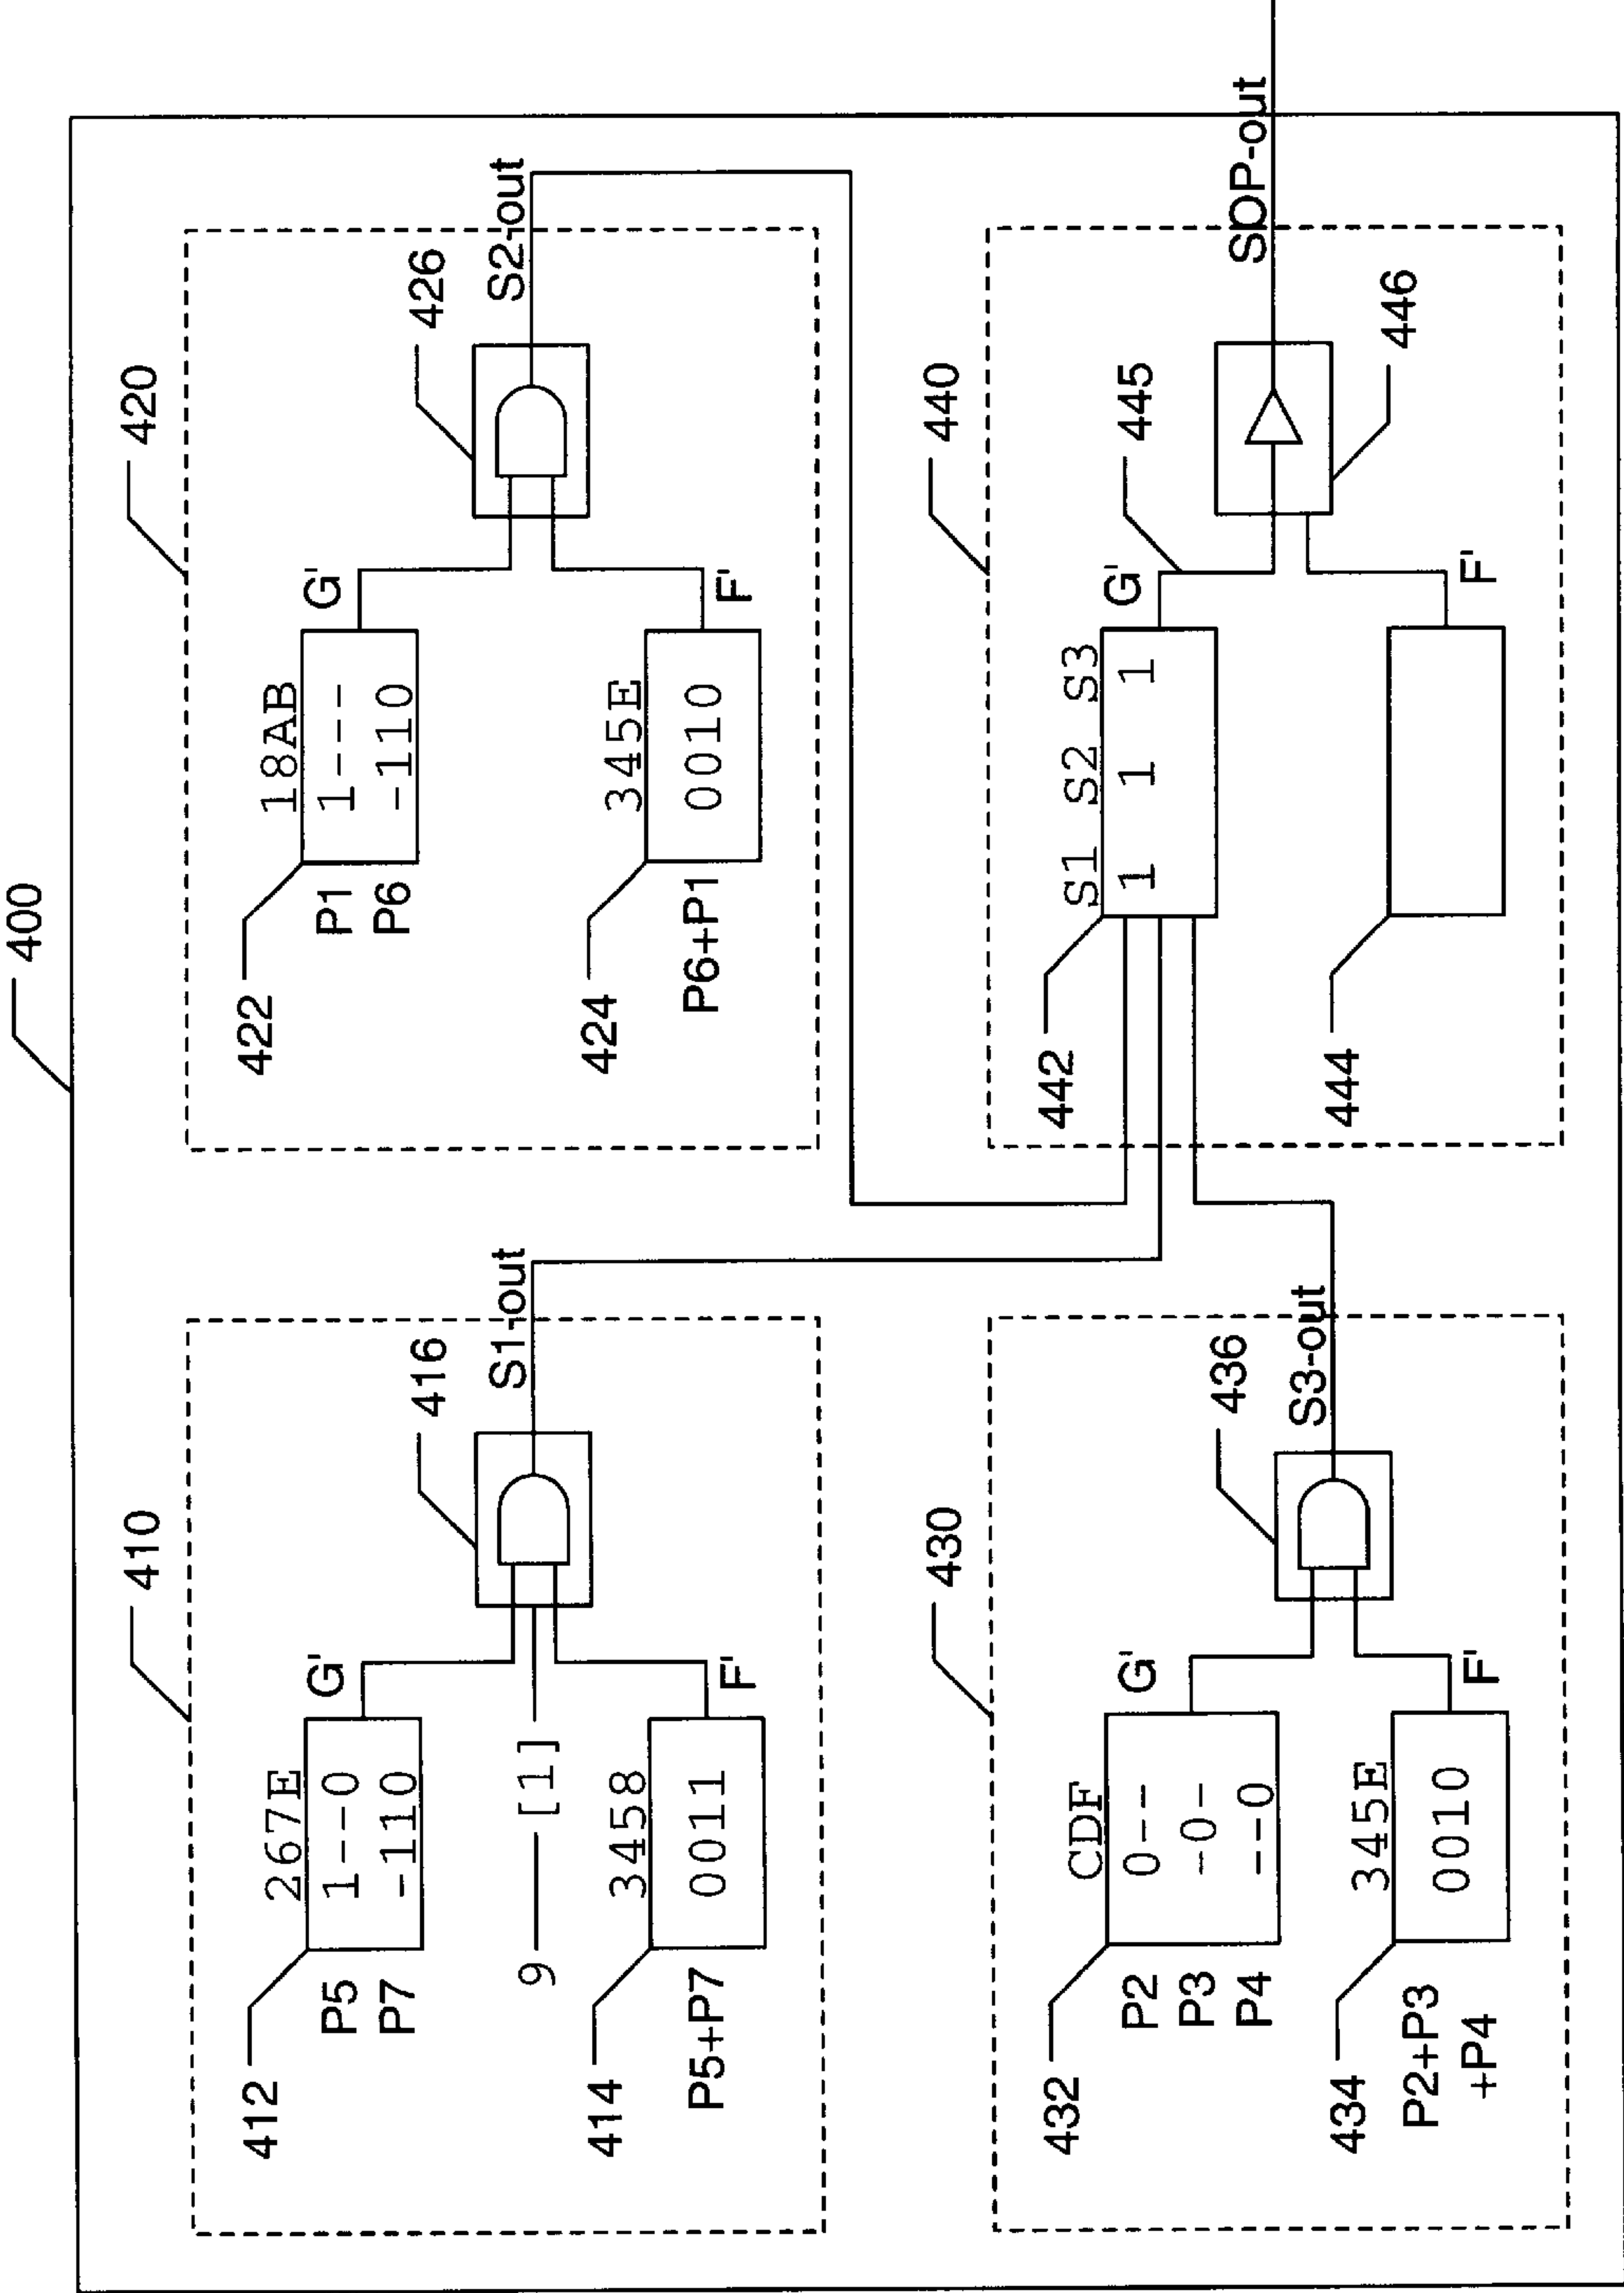 400
410
412
267E
P5 1--0
P7 -110
G'
9 [1]
416
S1-out
414
3458
P5+P7 0011
F'
420
422
18AB
P1 1---
P6 -110
G'
426
S2-out
424
345E
P6+P1 0010
F'
430
432
CDF
P2 0--
P3 -0-
P4 --0
G'
436
S3-out
434
345E
P2+P3 0010
+P4
F'
440
442
S1 S2 S3
1 1 1
G'
445
446
SOP-out
444
F'